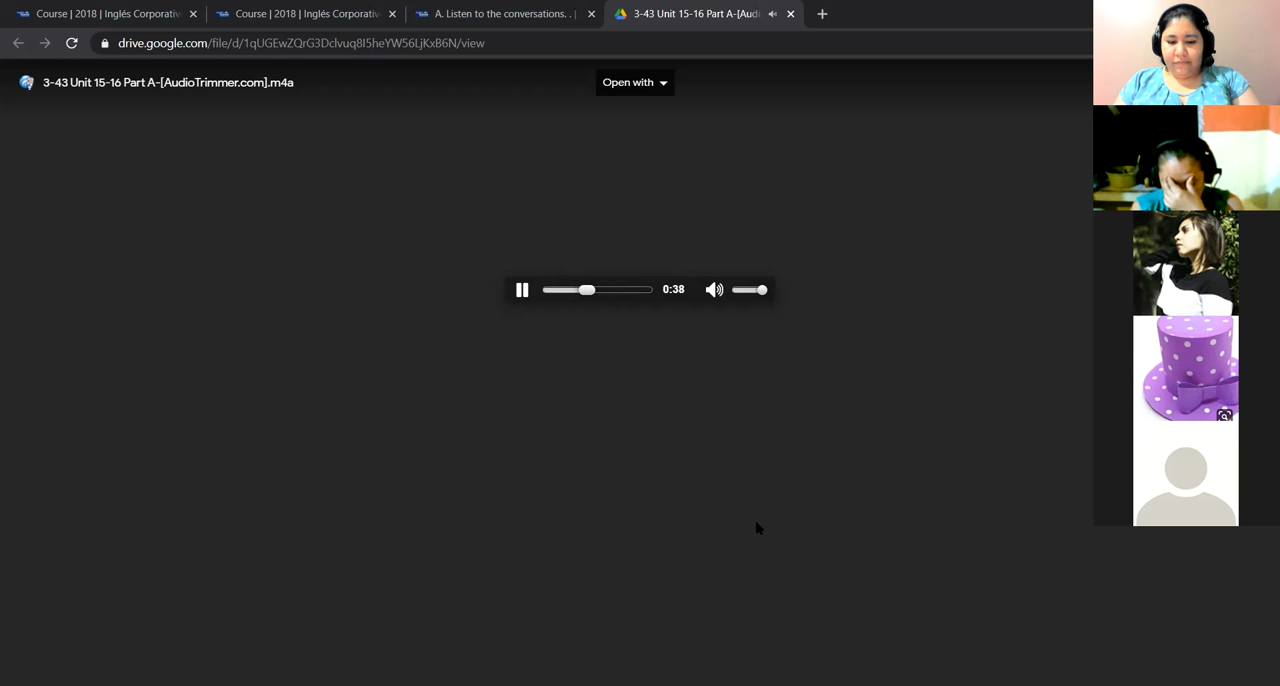 Course | 2018 | Inglés Corporativ
Course | 2018 | Inglés Corporativ
A. Listen to the conversations. . |
3-43 Unit 15-16 Part A-[Audi
drive.google.com/file/d/1qUGEwZQrG3Dclvuq8I5heYW56LjKxB6N/view
3-43 Unit 15-16 Part A-[AudioTrimmer.com].m4a
Open with
0:38